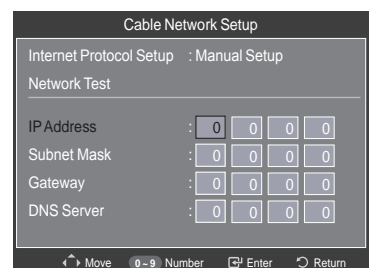 Cable Network Setup
Internet Protocol Setup : Manual Setup
Network Test
IP Address : 0 0 0 0
Subnet Mask : 0 0 0 0
Gateway : 0 0 0 0
DNS Server : 0 0 0 0
Move 0~9 Number Enter Return